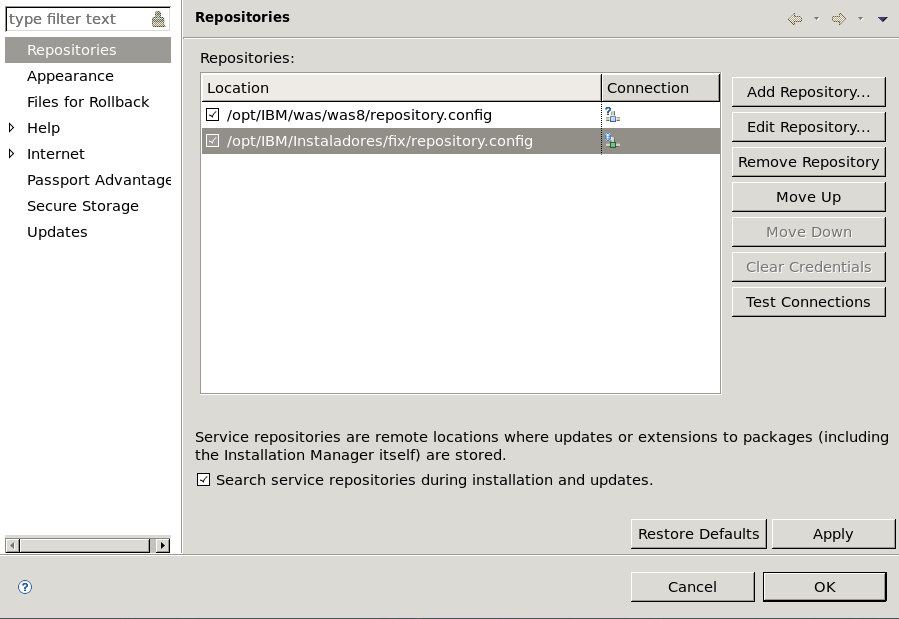 type filter text
Repositories
Appearance
Files for Rollback
Help
Internet
Passport Advantage
Secure Storage
Updates
Repositories
Repositories:
Location Connection
/opt/IBM/was/was8/repository.config
/opt/IBM/Instaladores/fix/repository.config
Add Repository...
Edit Repository...
Remove Repository
Move Up
Move Down
Clear Credentials
Test Connections
Service repositories are remote locations where updates or extensions to packages (including
the Installation Manager itself) are stored.
Search service repositories during installation and updates.
Restore Defaults Apply
? Cancel OK